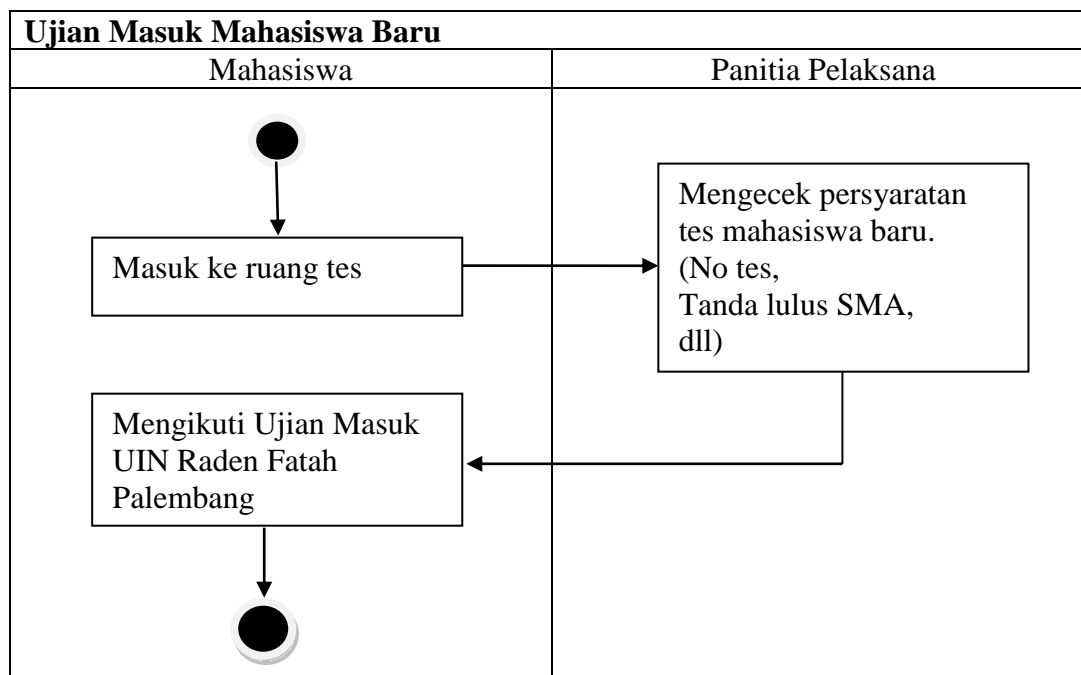 Ujian Masuk Mahasiswa Baru
Mahasiswa
Panitia Pelaksana
Masuk ke ruang tes
Mengecek persyaratan
tes mahasiswa baru.
(No tes,
Tanda lulus SMA,
dll)
Mengikuti Ujian Masuk
UIN Raden Fatah
Palembang